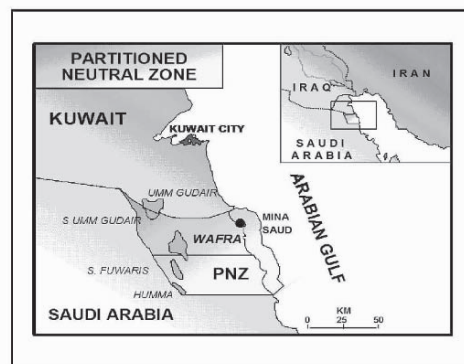 PARTITIONED
NEUTRAL ZONE
IRAN
IRAQ
SAUDI
ARABIA
KUWAIT
KUWAIT CITY
UMM GUDAIR
S UMM GUDAIR
MINA
SAUD
WAFRA
ARABIAN GULF
S. FUWARIS
PNZ
HUMMA
SAUDI ARABIA
KM
0 25 50